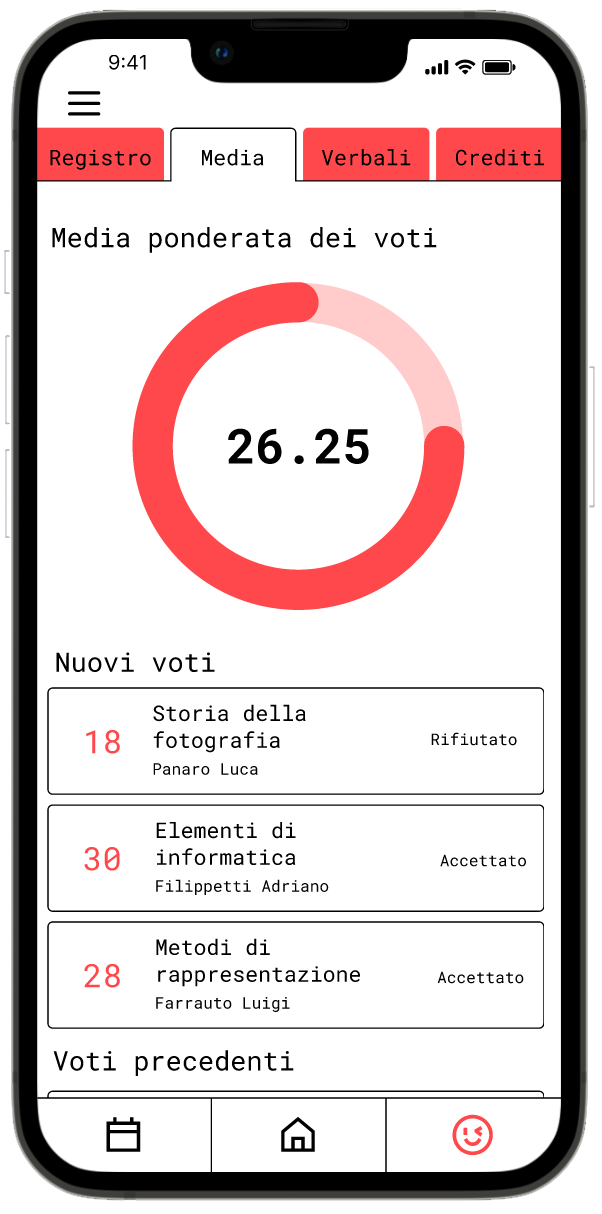 9:41
Registro
Media
Verbali
Crediti
Media ponderata dei voti
26.25
Nuovi voti
18
Storia della
fotografia
Panaro Luca
Rifiutato
30
Elementi di
informatica
Filippetti Adriano
Accettato
28
Metodi di
rappresentazione
Farrauto Luigi
Accettato
Voti precedenti